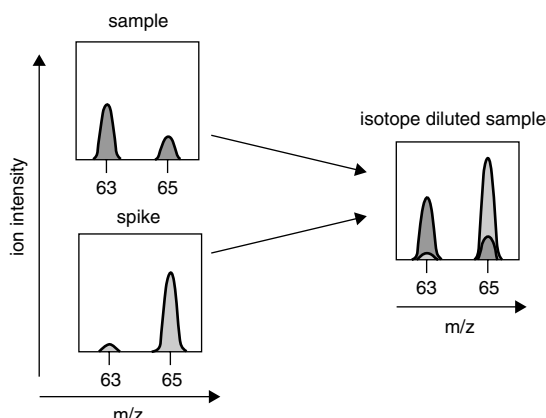 sample
ion intensity
63 65
spike
63 65
m/z
isotope diluted sample
63 65
m/z